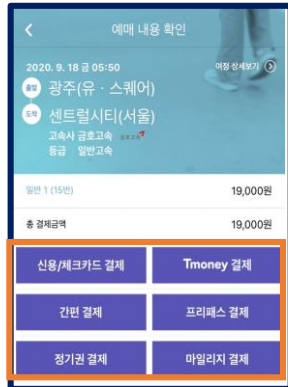 예매 내용 확인
2020. 9. 18 금 05:50
여정 상세보기
출발 광주(유 · 스퀘어)
도착 센트럴시티(서울)
고속사 금호고속 금호고속
등급 일반고속
일반 1 (15번) 19,000원
총 결제금액 19,000원
신용/체크카드 결제 Tmoney 결제
간편 결제 프리패스 결제
정기권 결제 마일리지 결제